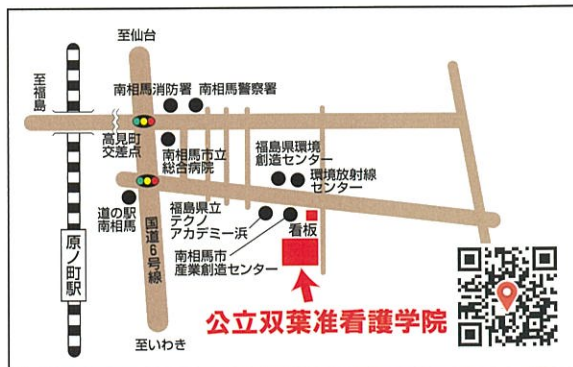 至仙台
至福島
南相馬消防署
南相馬警察署
高見町
交差点
南相馬市立
総合病院
福島県環境
創造センター
環境放射線
センター
道の駅
南相馬
国道6号線
福島県立
テクノ
アカデミー浜
看板
南相馬市
産業創造センター
原ノ町駅
公立双葉准看護学院
至いわき